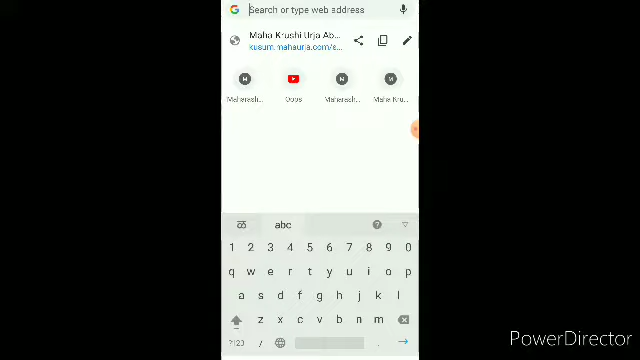 Search or type web address
Maha Krushi Urja Ab...
kusum.mahaurja.com/s...
M M M
Maharash... Oops Maharash... Maha Kru...
ळ abc ?
1 2 3 4 5 6 7 8 9 0
q w e r t y u i o p
a s d f g h j k l
z x c v b n m
?123 / .
PowerDirector